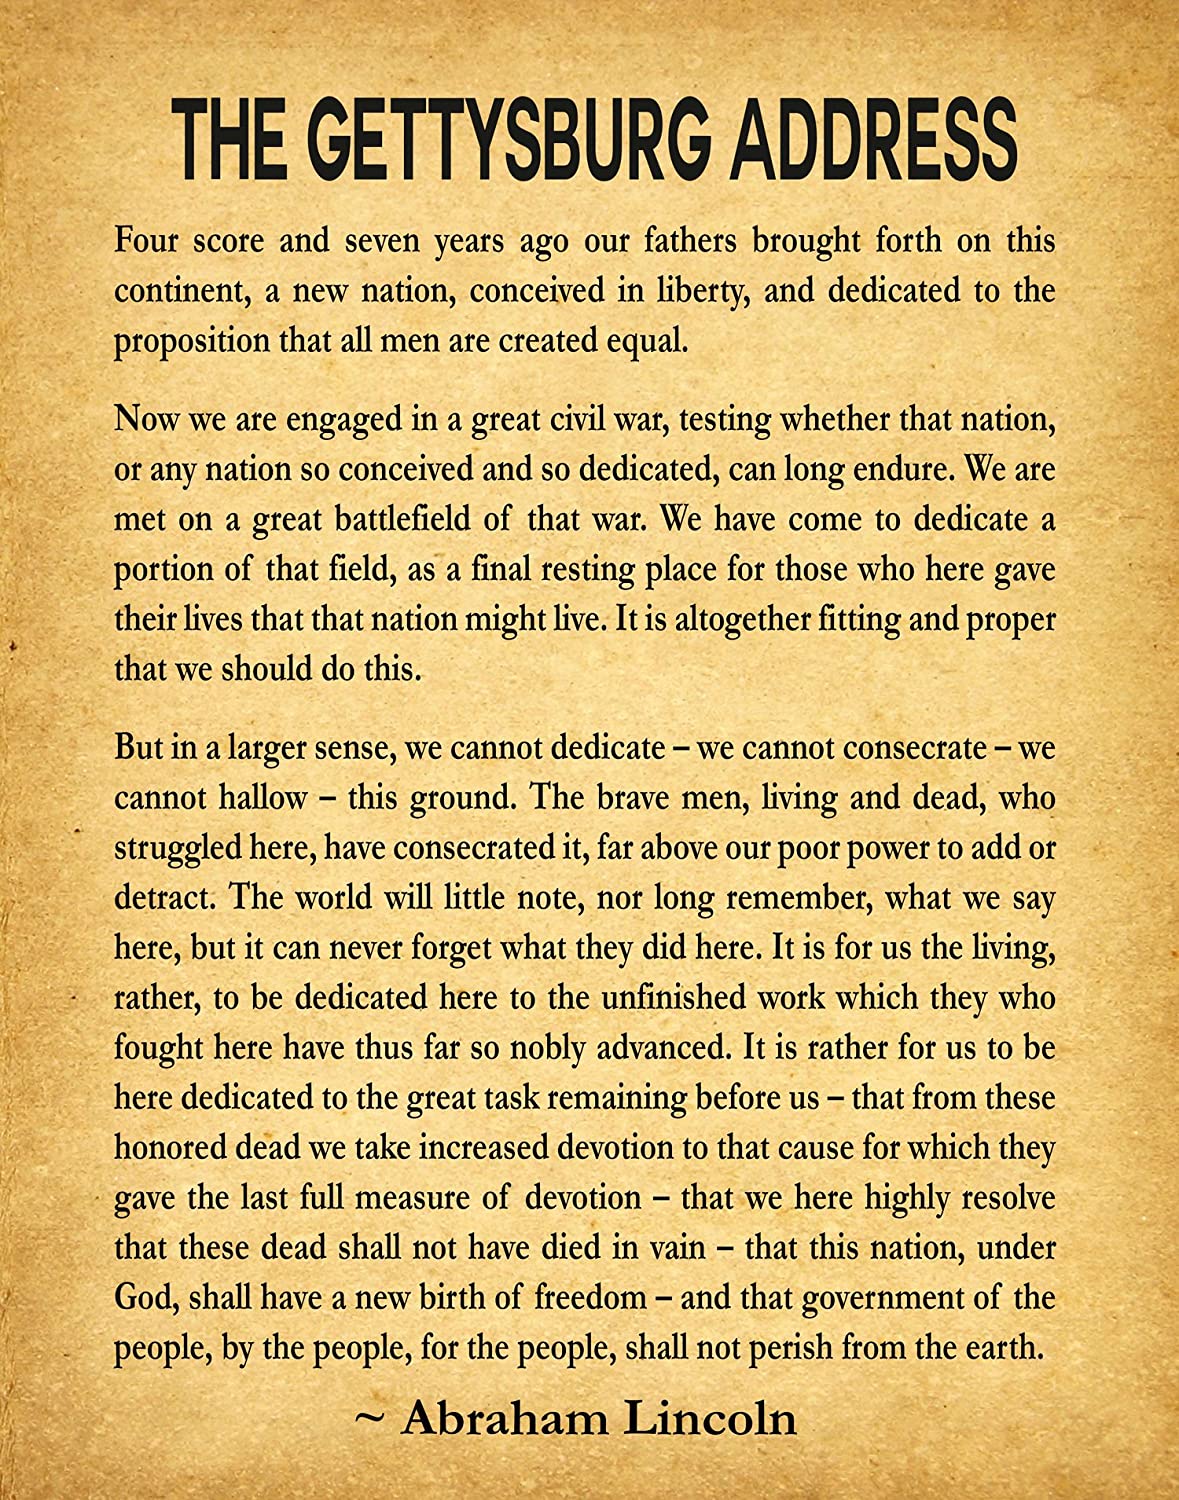 THE GETTYSBURG ADDRESS
Four score and seven years ago our fathers brought forth on this
continent, a new nation, conceived in liberty, and dedicated to the
proposition that all men are created equal.
Now we are engaged in a great civil war, testing whether that nation,
or any nation so conceived and so dedicated, can long endure. We are
met on a great battlefield of that war. We have come to dedicate a
portion of that field, as a final resting place for those who here gave
their lives that that nation might live. It is altogether fitting and proper
that we should do this.
But in a larger sense, we cannot dedicate – we cannot consecrate – we
cannot hallow – this ground. The brave men, living and dead, who
struggled here, have consecrated it, far above our poor power to add or
detract. The world will little note, nor long remember, what we say
here, but it can never forget what they did here. It is for us the living,
rather, to be dedicated here to the unfinished work which they who
fought here have thus far so nobly advanced. It is rather for us to be
here dedicated to the great task remaining before us – that from these
honored dead we take increased devotion to that cause for which they
gave the last full measure of devotion – that we here highly resolve
that these dead shall not have died in vain – that this nation, under
God, shall have a new birth of freedom – and that government of the
people, by the people, for the people, shall not perish from the earth.
~ Abraham Lincoln